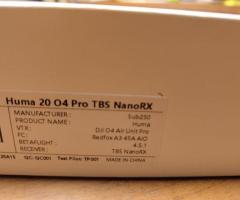 Huma 20 O4 Pro TBS NanoRX
MANUFACTURER : Sub250
PRODUCT NAME : Huma
VTX: DJI O4 Air Unit Pro
FC: Redfox A3 45A AIO
BETAFLIGHT : 4.5.1
RECEIVER : TBS NanoRX
QC: QC001 Test Pilot: TP001 MADE IN CHINA